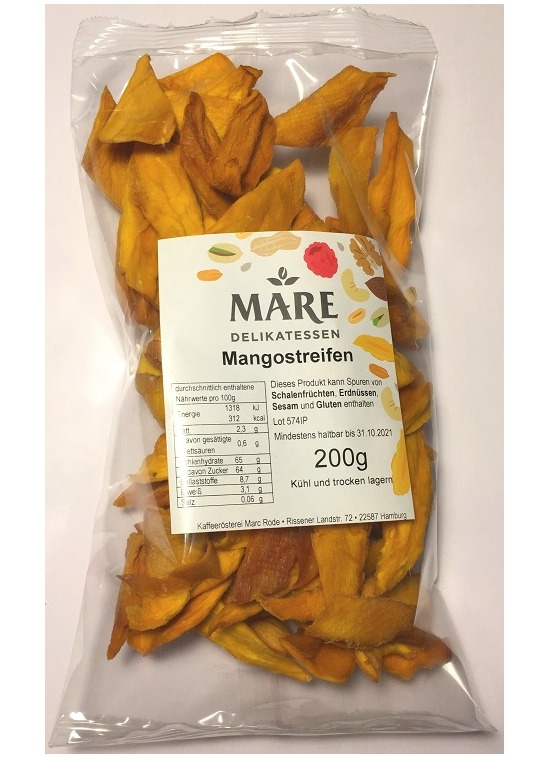 MARE
DELIKATESSEN
Mangostreifen
durchschnittlich enthaltene
Nährwerte pro 100g
Energie 1318 kJ
312 kcal
2,3 g
davon gesättigte
0,6 g
65 g
davon Zucker 64 g
8,7 g
3,1 g
Salz 0,06 g
Dieses Produkt kann Spuren von
Schalenfrüchten, Erdnüssen,
Sesam und Gluten enthalten
Lot 574IP
Mindestens haltbar bis 31.10.2021
200g
Kühl und trocken lagern
Kaffeerösterei Marc Rode • Rissener Landstr. 72 • 22587 Hamburg